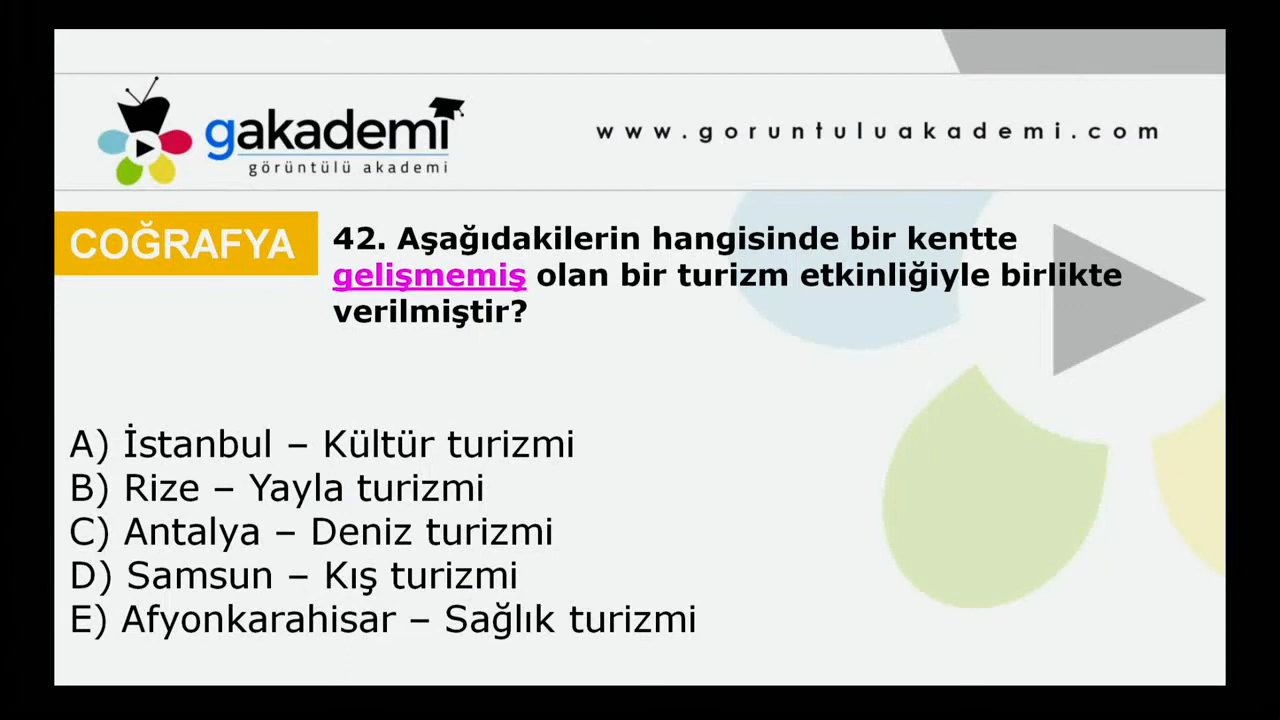 gakademi
görüntülü akademi
www.goruntuluakademi.com
COĞRAFYA
42. Aşağıdakilerin hangisinde bir kentte
gelişmemiş olan bir turizm etkinliğiyle birlikte
verilmiştir?
A) İstanbul – Kültür turizmi
B) Rize – Yayla turizmi
C) Antalya – Deniz turizmi
D) Samsun – Kış turizmi
E) Afyonkarahisar – Sağlık turizmi